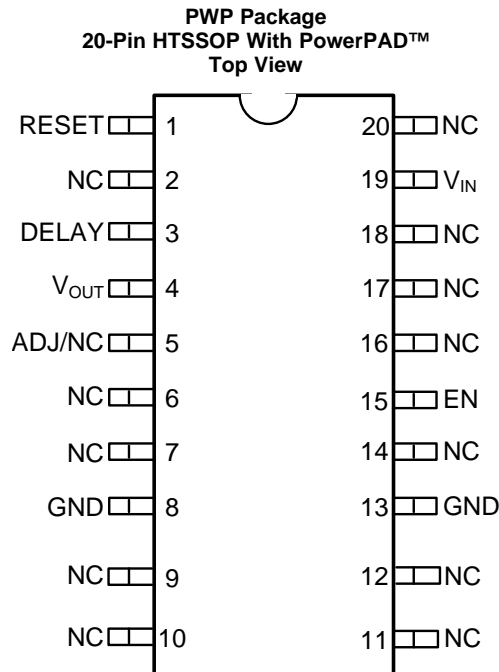 PWP Package
20-Pin HTSSOP With PowerPAD™
Top View
RESET 1 20 NC
NC 2 19 VIN
DELAY 3 18 NC
VOUT 4 17 NC
ADJ/NC 5 16 NC
NC 6 15 EN
NC 7 14 NC
GND 8 13 GND
NC 9 12 NC
NC 10 11 NC